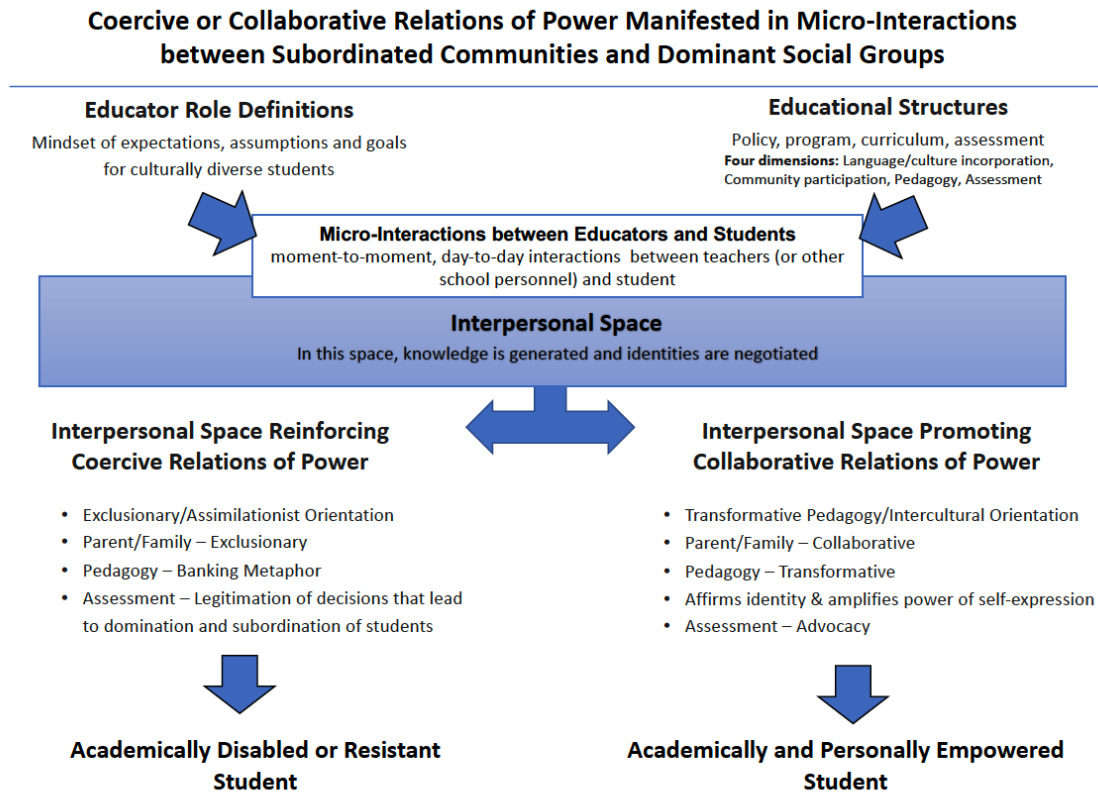 Coercive or Collaborative Relations of Power Manifested in Micro-Interactions
between Subordinated Communities and Dominant Social Groups
Educator Role Definitions
Mindset of expectations, assumptions and goals
for culturally diverse students
Educational Structures
Policy, program, curriculum, assessment
Four dimensions: Language/culture incorporation,
Community participation, Pedagogy, Assessment
Micro-Interactions between Educators and Students
moment-to-moment, day-to-day interactions between teachers (or other
school personnel) and student
Interpersonal Space
In this space, knowledge is generated and identities are negotiated
Interpersonal Space Reinforcing
Coercive Relations of Power
• Exclusionary/Assimilationist Orientation
• Parent/Family – Exclusionary
• Pedagogy – Banking Metaphor
• Assessment – Legitimation of decisions that lead
to domination and subordination of students
Academically Disabled or Resistant
Student
Interpersonal Space Promoting
Collaborative Relations of Power
• Transformative Pedagogy/Intercultural Orientation
• Parent/Family – Collaborative
• Pedagogy – Transformative
• Affirms identity & amplifies power of self-expression
• Assessment – Advocacy
Academically and Personally Empowered
Student